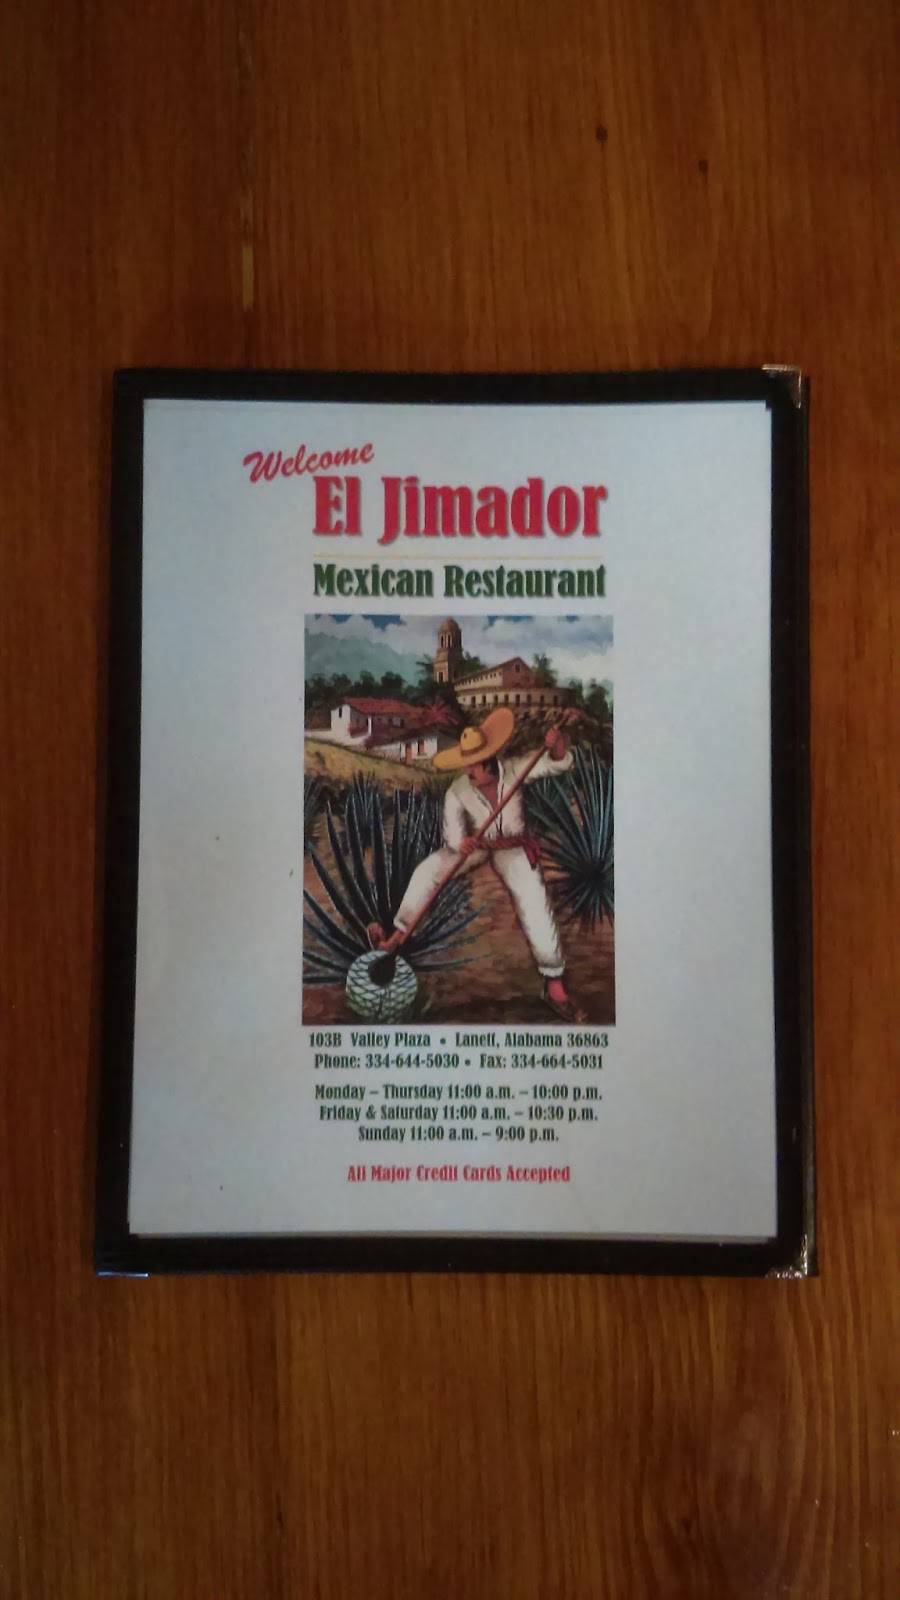 Welcome
El Jimador
Mexican Restaurant
103B Valley Plaza • Lanett, Alabama 36863
Phone: 334-644-5030 • Fax: 334-664-5031
Monday – Thursday 11:00 a.m. – 10:00 p.m.
Friday & Saturday 11:00 a.m. – 10:30 p.m.
Sunday 11:00 a.m. – 9:00 p.m.
All Major Credit Cards Accepted